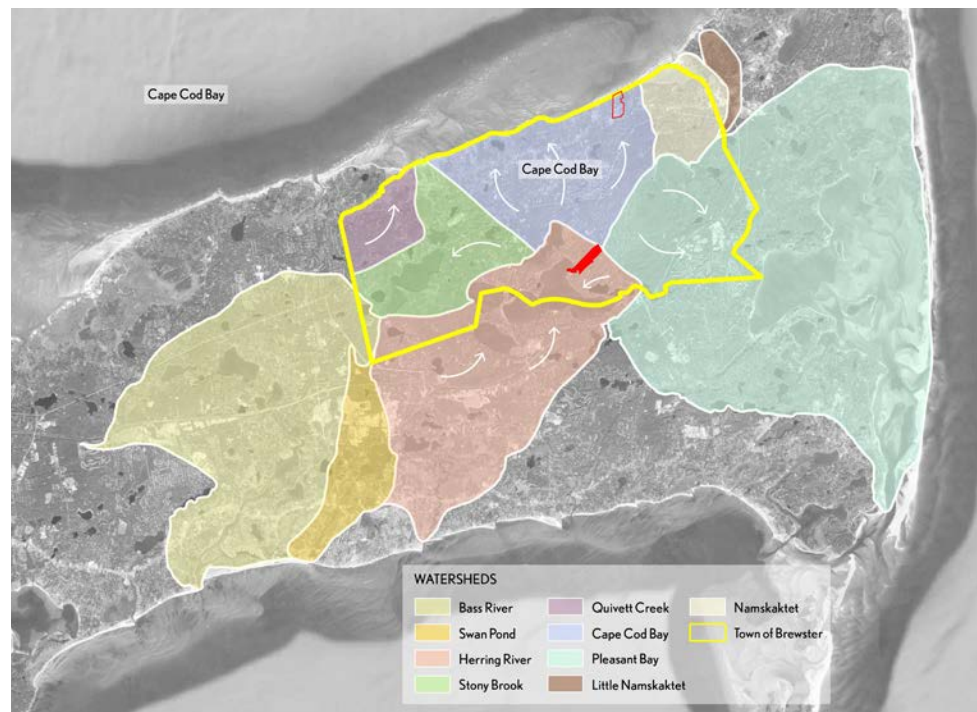 Cape Cod Bay
Cape Cod Bay
WATERSHEDS
Bass River
Swan Pond
Herring River
Stony Brook
Quivett Creek
Cape Cod Bay
Pleasant Bay
Little Namskaktet
Namskaktet
Town of Brewster